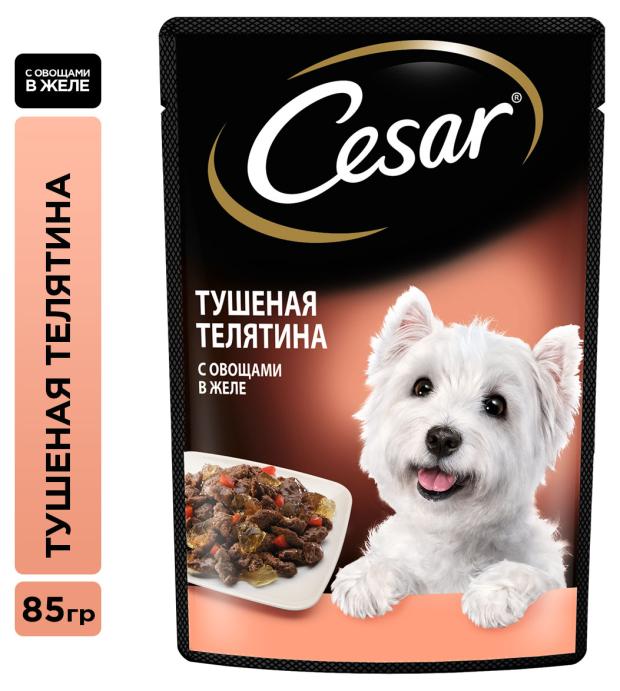 С ОВОЩАМИ
В ЖЕЛЕ
ТУШЕНАЯ ТЕЛЯТИНА
85гр
Cesar®
ТУШЕНАЯ
ТЕЛЯТИНА
С ОВОЩАМИ
В ЖЕЛЕ